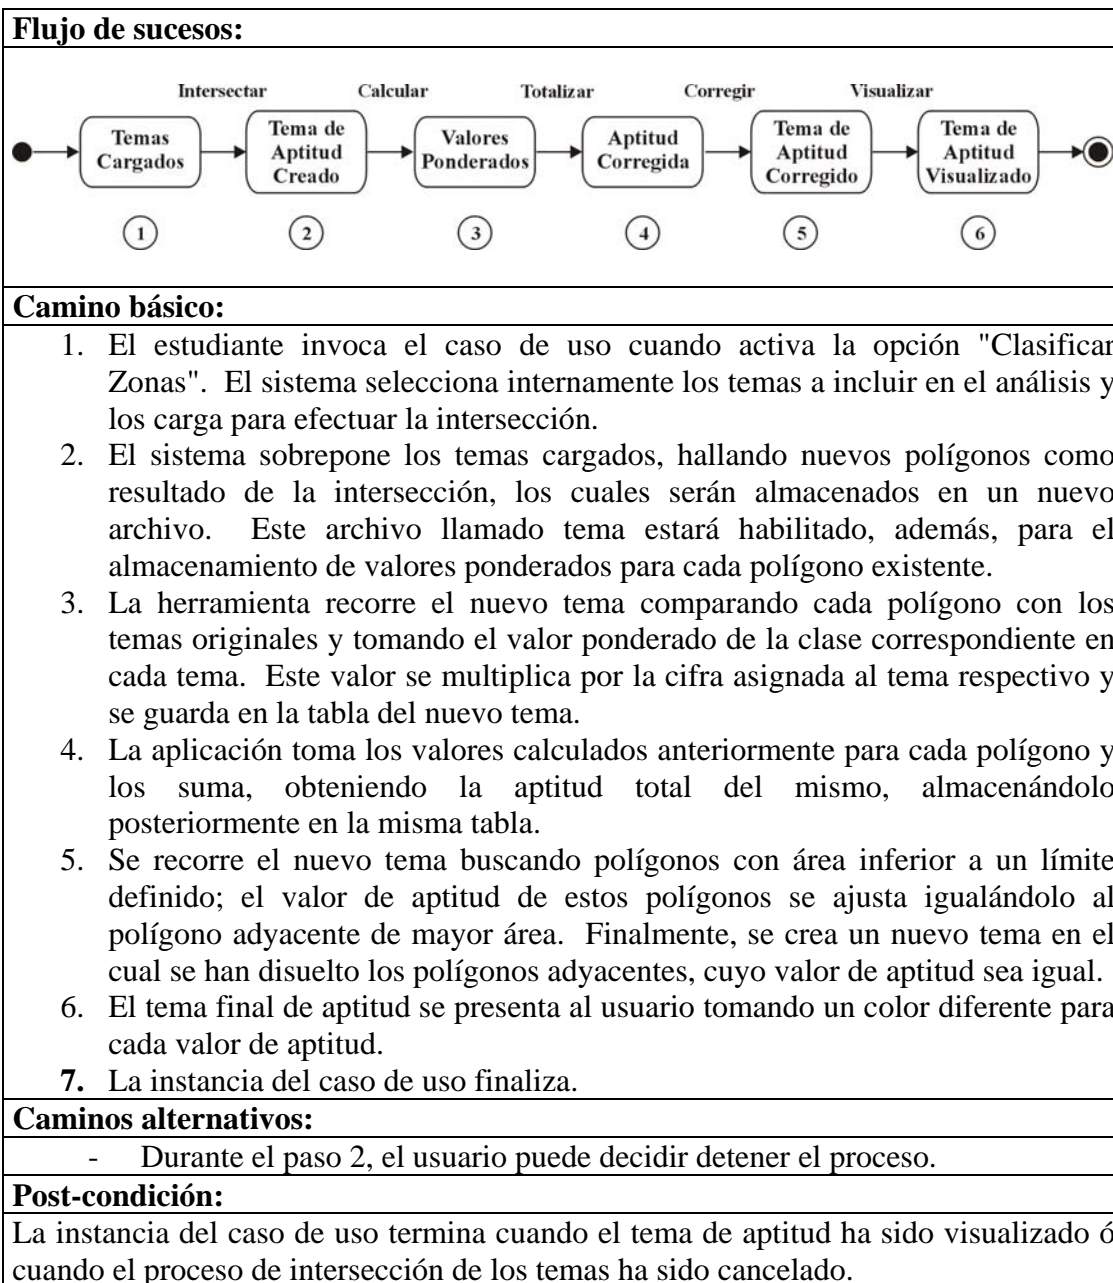 Flujo de sucesos:
Intersectar Calcular Totalizar Corregir Visualizar
Temas
Cargados
Tema de
Aptitud
Creado
Valores
Ponderados
Aptitud
Corregida
Tema de
Aptitud
Corregido
Tema de
Aptitud
Visualizado
1 2 3 4 5 6
Camino básico:
1. El estudiante invoca el caso de uso cuando activa la opción "Clasificar
Zonas". El sistema selecciona internamente los temas a incluir en el análisis y
los carga para efectuar la intersección.
2. El sistema sobrepone los temas cargados, hallando nuevos polígonos como
resultado de la intersección, los cuales serán almacenados en un nuevo
archivo. Este archivo llamado tema estará habilitado, además, para el
almacenamiento de valores ponderados para cada polígono existente.
3. La herramienta recorre el nuevo tema comparando cada polígono con los
temas originales y tomando el valor ponderado de la clase correspondiente en
cada tema. Este valor se multiplica por la cifra asignada al tema respectivo y
se guarda en la tabla del nuevo tema.
4. La aplicación toma los valores calculados anteriormente para cada polígono y
los suma, obteniendo la aptitud total del mismo, almacenándolo
posteriormente en la misma tabla.
5. Se recorre el nuevo tema buscando polígonos con área inferior a un límite
definido; el valor de aptitud de estos polígonos se ajusta igualándolo al
polígono adyacente de mayor área. Finalmente, se crea un nuevo tema en el
cual se han disuelto los polígonos adyacentes, cuyo valor de aptitud sea igual.
6. El tema final de aptitud se presenta al usuario tomando un color diferente para
cada valor de aptitud.
7. La instancia del caso de uso finaliza.
Caminos alternativos:
- Durante el paso 2, el usuario puede decidir detener el proceso.
Post-condición:
La instancia del caso de uso termina cuando el tema de aptitud ha sido visualizado ó
cuando el proceso de intersección de los temas ha sido cancelado.